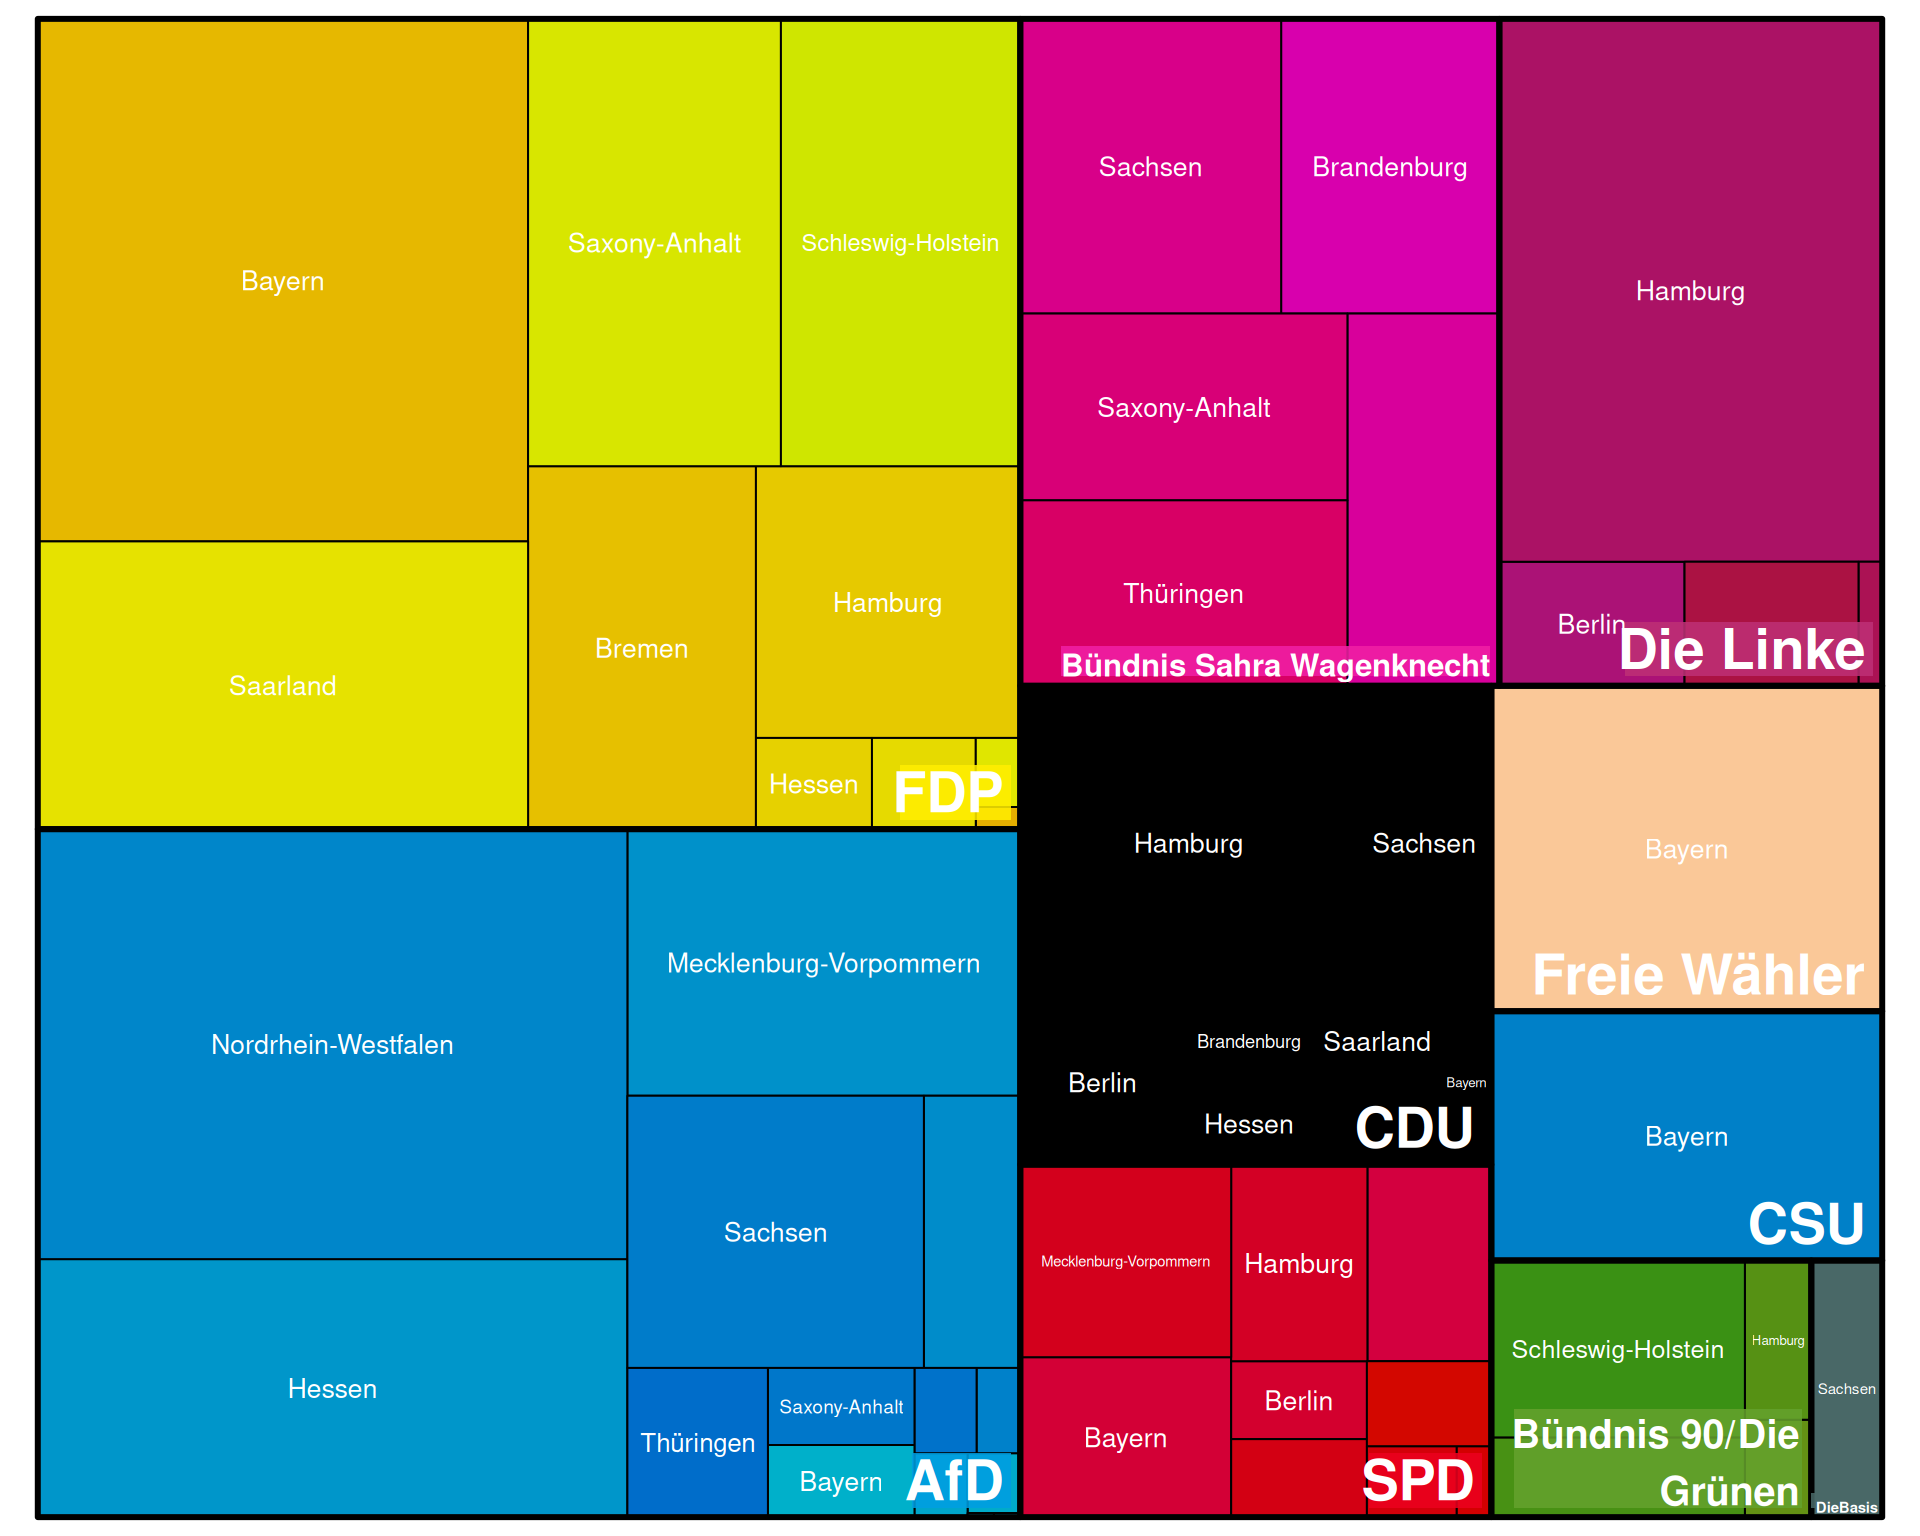 Bayern
Saxony-Anhalt
Schleswig-Holstein
Saarland
Bremen
Hamburg
Hessen
FDP
Nordrhein-Westfalen
Mecklenburg-Vorpommern
Sachsen
Hessen
Thüringen
Saxony-Anhalt
Bayern
AfD
Sachsen
Brandenburg
Saxony-Anhalt
Thüringen
Bündnis Sahra Wagenknecht
Hamburg
Berlin
Die Linke
Hamburg
Sachsen
Brandenburg
Saarland
Berlin
Bayern
Hessen
CDU
Bayern
Freie Wähler
Bayern
CSU
Mecklenburg-Vorpommern
Hamburg
Berlin
Bayern
SPD
Schleswig-Holstein
Hamburg
Bündnis 90/Die
Grünen
Sachsen
DieBasis